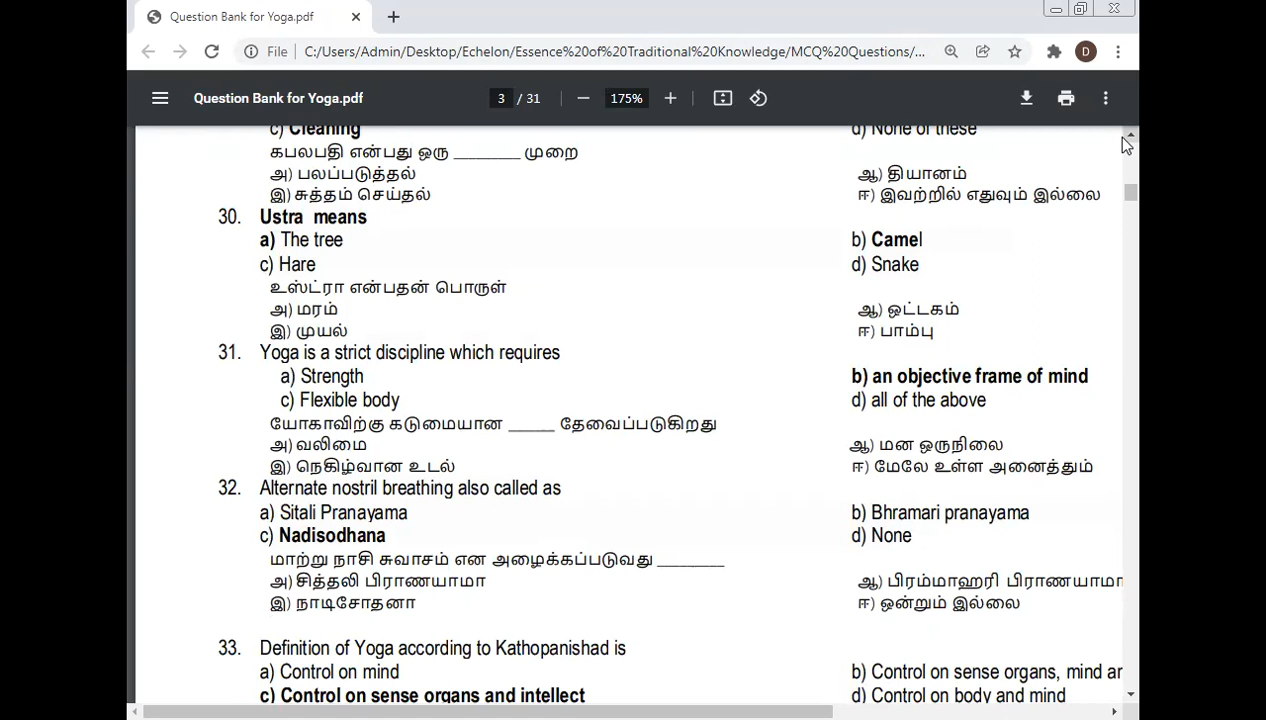 Question Bank for Yoga.pdf
File C:/Users/Admin/Desktop/Echelon/Essence%20of%20Traditional%20Knowledge/MCQ%20Questions/... D
Question Bank for Yoga.pdf 3 / 31 175%
c) Cleaning d) None of these
கபலபதி என்பது ஒரு ________ முறை
அ) பலப்படுத்தல் ஆ) தியானம்
இ) சுத்தம் செய்தல் ஈ) இவற்றில் எதுவும் இல்லை
30. Ustra means
a) The tree b) Camel
c) Hare d) Snake
உஸ்ட்ரா என்பதன் பொருள்
அ) மரம் ஆ) ஒட்டகம்
இ) முயல் ஈ) பாம்பு
31. Yoga is a strict discipline which requires
a) Strength b) an objective frame of mind
c) Flexible body d) all of the above
யோகாவிற்கு கடுமையான _____ தேவைப்படுகிறது
அ) வலிமை ஆ) மன ஒருநிலை
இ) நெகிழ்வான உடல் ஈ) மேலே உள்ள அனைத்தும்
32. Alternate nostril breathing also called as
a) Sitali Pranayama b) Bhramari pranayama
c) Nadisodhana d) None
மாற்று நாசி சுவாசம் என அழைக்கப்படுவது ________
அ) சித்தலி பிராணயாமா ஆ) பிரம்மாஹரி பிராணயாமா
இ) நாடிசோதனா ஈ) ஒன்றும் இல்லை
33. Definition of Yoga according to Kathopanishad is
a) Control on mind b) Control on sense organs, mind
c) Control on sense organs and intellect d) Control on body and mind